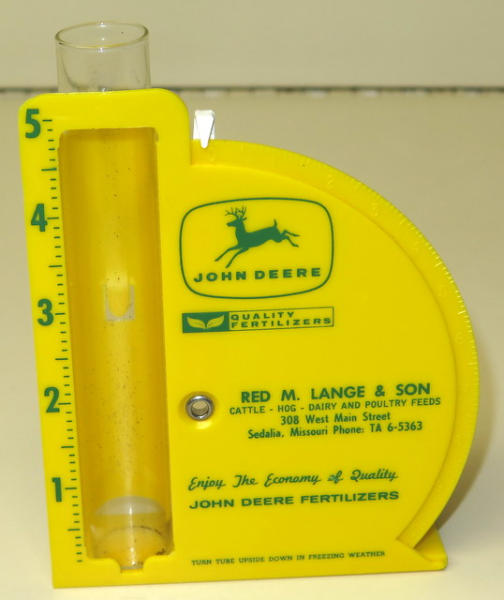 5
4
3
2
1
JOHN DEERE
QUALITY
FERTILIZERS
RED M. LANGE & SON
CATTLE - HOG - DAIRY AND POULTRY FEEDS
308 West Main Street
Sedalia, Missouri Phone: TA 6-5363
Enjoy The Economy of Quality
JOHN DEERE FERTILIZERS
TURN TUBE UPSIDE DOWN IN FREEZING WEATHER